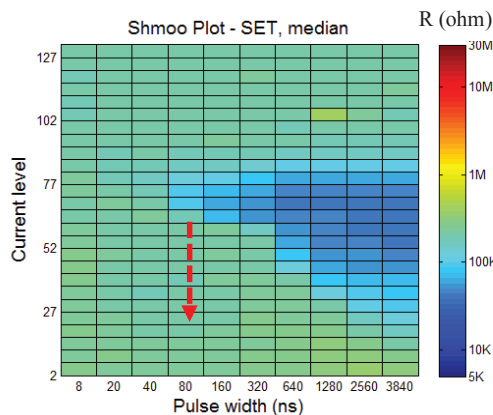 Shmoo Plot - SET, median
R (ohm)
Current level
127
102
77
52
27
2
8 20 40 80 160 320 640 1280 2560 3840
Pulse width (ns)
30M
10M
1M
100K
10K
5K